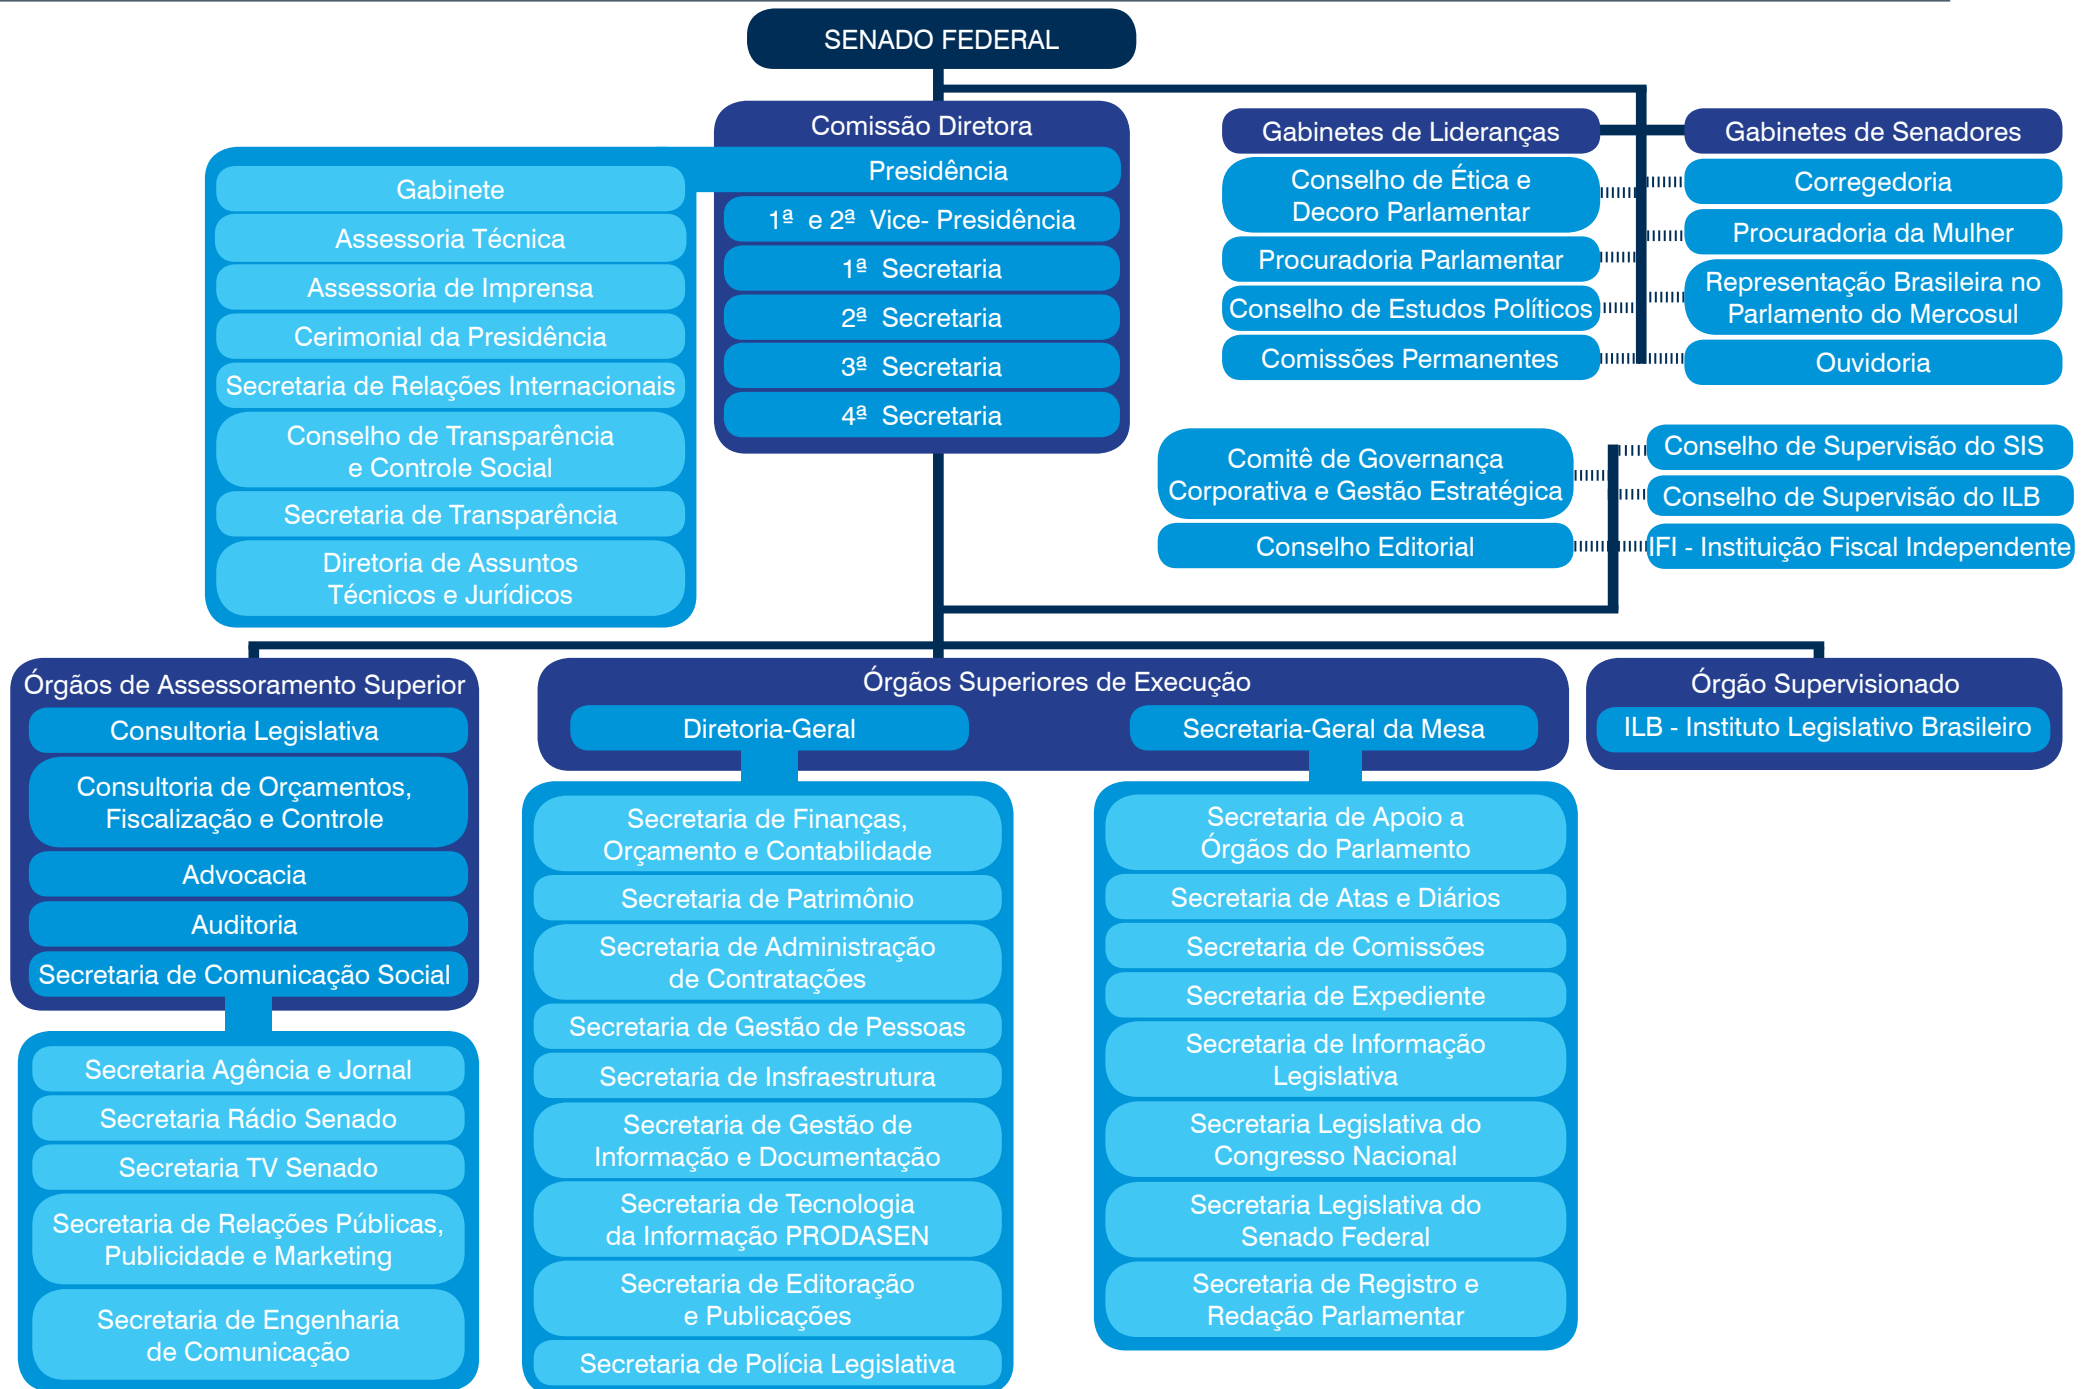 SENADO FEDERAL
Comissão Diretora
Presidência
1ª e 2ª Vice- Presidência
1ª Secretaria
2ª Secretaria
3ª Secretaria
4ª Secretaria
Gabinete
Assessoria Técnica
Assessoria de Imprensa
Cerimonial da Presidência
Secretaria de Relações Internacionais
Conselho de Transparência
e Controle Social
Secretaria de Transparência
Diretoria de Assuntos
Técnicos e Jurídicos
Gabinetes de Lideranças
Conselho de Ética e
Decoro Parlamentar
Procuradoria Parlamentar
Conselho de Estudos Políticos
Comissões Permanentes
Gabinetes de Senadores
Corregedoria
Procuradoria da Mulher
Representação Brasileira no
Parlamento do Mercosul
Ouvidoria
Comitê de Governança
Corporativa e Gestão Estratégica
Conselho Editorial
Conselho de Supervisão do SIS
Conselho de Supervisão do ILB
IFI - Instituição Fiscal Independente
Órgãos de Assessoramento Superior
Consultoria Legislativa
Consultoria de Orçamentos,
Fiscalização e Controle
Advocacia
Auditoria
Secretaria de Comunicação Social
Secretaria Agência e Jornal
Secretaria Rádio Senado
Secretaria TV Senado
Secretaria de Relações Públicas,
Publicidade e Marketing
Secretaria de Engenharia
de Comunicação
Órgãos Superiores de Execução
Diretoria-Geral
Secretaria de Finanças,
Orçamento e Contabilidade
Secretaria de Patrimônio
Secretaria de Administração
de Contratações
Secretaria de Gestão de Pessoas
Secretaria de Insfraestrutura
Secretaria de Gestão de
Informação e Documentação
Secretaria de Tecnologia
da Informação PRODASEN
Secretaria de Editoração
e Publicações
Secretaria de Polícia Legislativa
Secretaria-Geral da Mesa
Secretaria de Apoio a
Órgãos do Parlamento
Secretaria de Atas e Diários
Secretaria de Comissões
Secretaria de Expediente
Secretaria de Informação
Legislativa
Secretaria Legislativa do
Congresso Nacional
Secretaria Legislativa do
Senado Federal
Secretaria de Registro e
Redação Parlamentar
Órgão Supervisionado
ILB - Instituto Legislativo Brasileiro